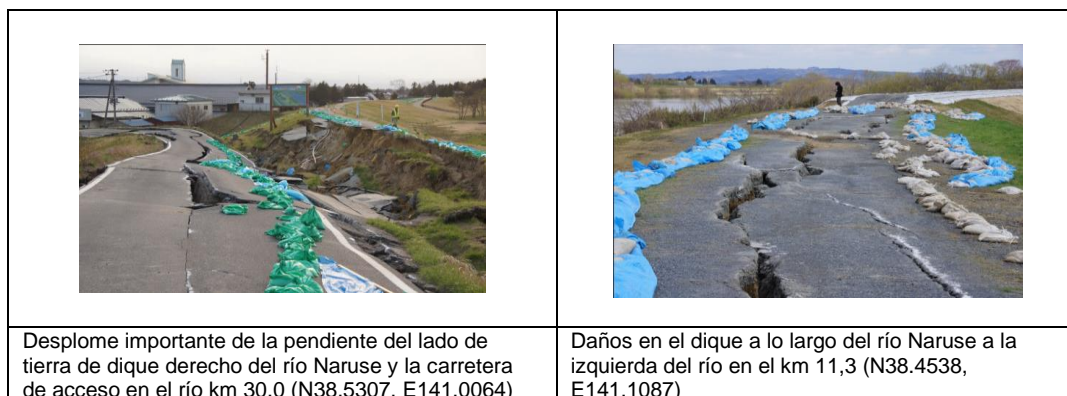 Desplome importante de la pendiente del lado de
tierra de dique derecho del río Naruse y la carretera
de acceso en el río km 30,0 (N38.5307, E141.0064)
Daños en el dique a lo largo del río Naruse a la
izquierda del río en el km 11,3 (N38.4538,
E141.1087)